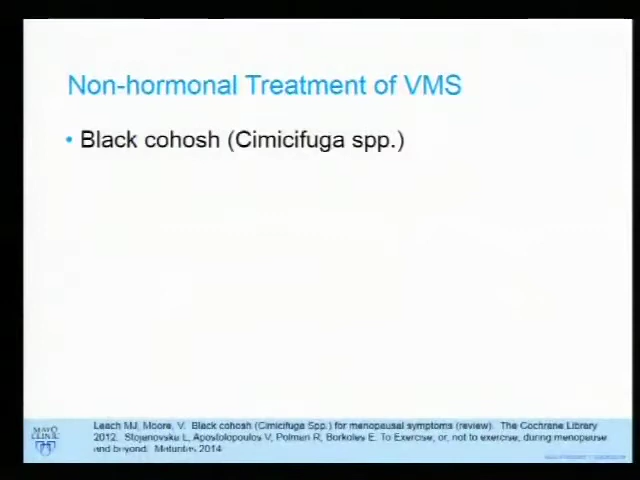 Non-hormonal Treatment of VMS
• Black cohosh (Cimicifuga spp.)
Leach MJ, Moore, V. Black cohosh (Cimicifuga Spp.) for menopausal symptoms (review). The Cochrane Library
2012. Stojanovska L, Apostolopoulos V, Polman R, Borkoles E. To Exercise, or, not to exercise, during menopause
and beyond. Maturitas 2014
MAYO
CLINIC